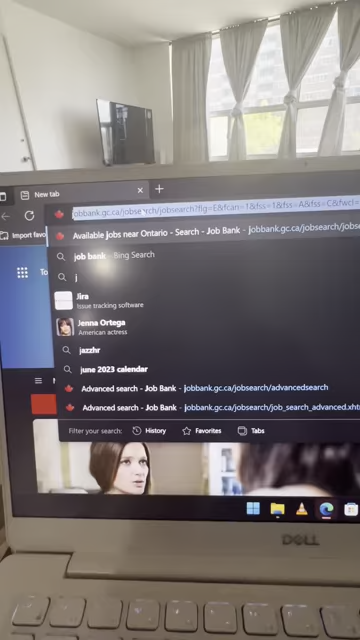 New tab
obbank.gc.ca/jobsearch/jobsearch?flg=E&fcan=1&fss=1&fss=A&fss=C&fwcl=
Available jobs near Ontario - Search - Job Bank - jobbank.gc.ca/jobsearch/jobse
Import favo
job bank - Bing Search
To
j
Jira
Issue tracking software
Jenna Ortega
American actress
jazzhr
june 2023 calendar
Advanced search - Job Bank - jobbank.gc.ca/jobsearch/advancedsearch
Advanced search - Job Bank - jobbank.gc.ca/jobsearch/job_search_advanced.xhtm
Filter your search: History Favorites Tabs
DELL